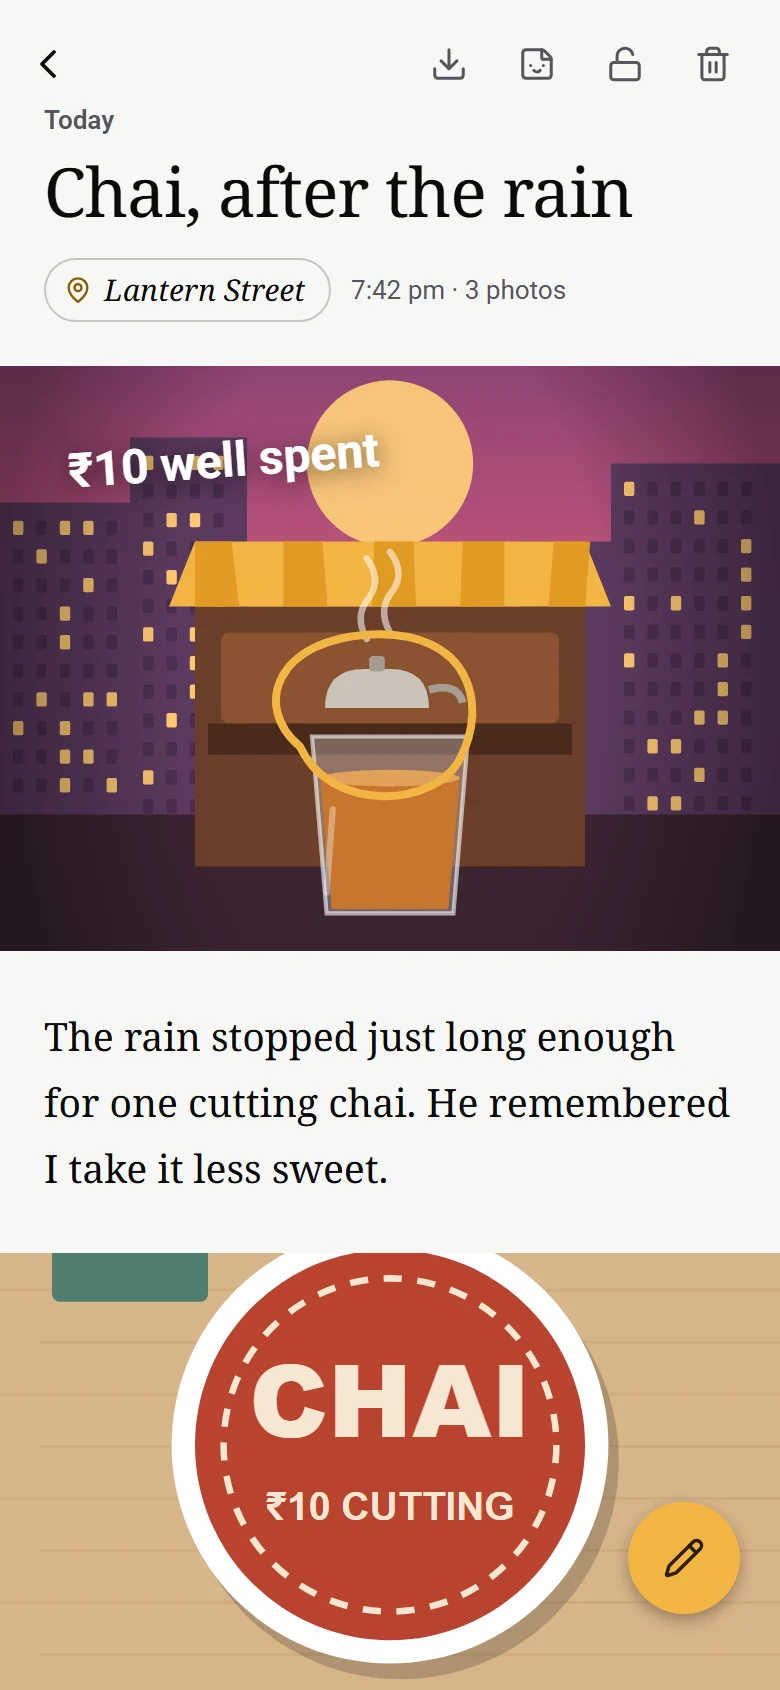 Today
Chai, after the rain
Lantern Street
7:42 pm · 3 photos
₹10 well spent
The rain stopped just long enough
for one cutting chai. He remembered
I take it less sweet.
CHAI
₹10 CUTTING